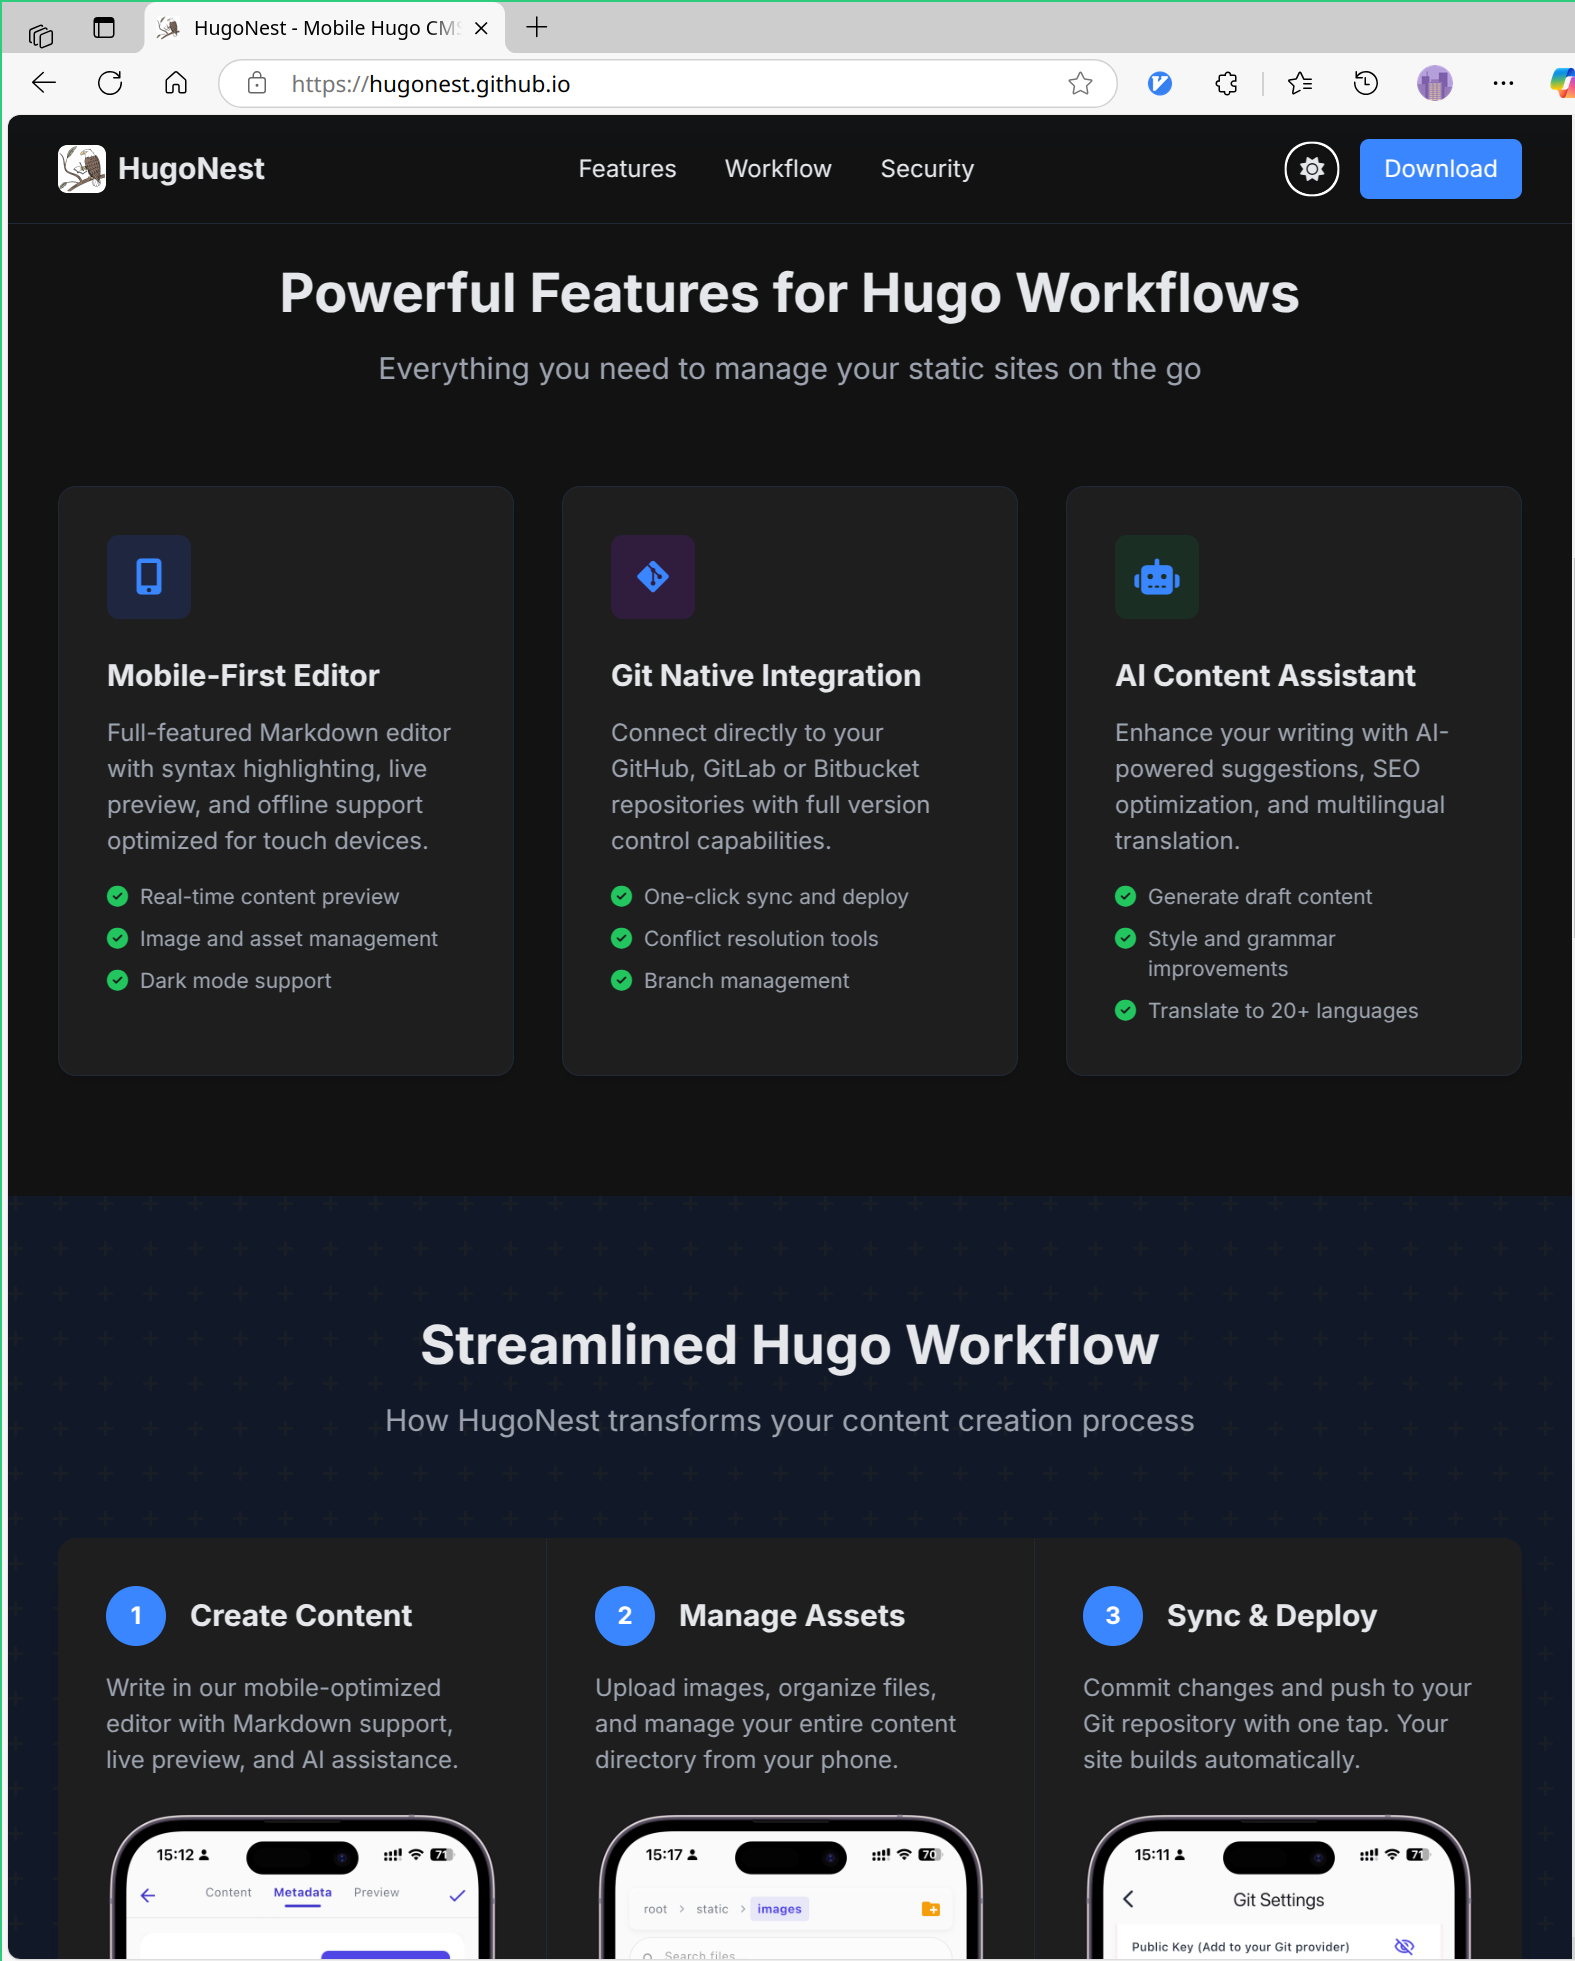 HugoNest - Mobile Hugo CMS
https://hugonest.github.io
HugoNest
Features
Workflow
Security
Download
Powerful Features for Hugo Workflows
Everything you need to manage your static sites on the go
Mobile-First Editor
Full-featured Markdown editor
with syntax highlighting, live
preview, and offline support
optimized for touch devices.
Real-time content preview
Image and asset management
Dark mode support
Git Native Integration
Connect directly to your
GitHub, GitLab or Bitbucket
repositories with full version
control capabilities.
One-click sync and deploy
Conflict resolution tools
Branch management
AI Content Assistant
Enhance your writing with AI-
powered suggestions, SEO
optimization, and multilingual
translation.
Generate draft content
Style and grammar
improvements
Translate to 20+ languages
Streamlined Hugo Workflow
How HugoNest transforms your content creation process
1 Create Content
Write in our mobile-optimized
editor with Markdown support,
live preview, and AI assistance.
15:12
71
Content Metadata Preview
2 Manage Assets
Upload images, organize files,
and manage your entire content
directory from your phone.
15:17
70
root > static > images
Search files...
3 Sync & Deploy
Commit changes and push to your
Git repository with one tap. Your
site builds automatically.
15:11
71
Git Settings
Public Key (Add to your Git provider)